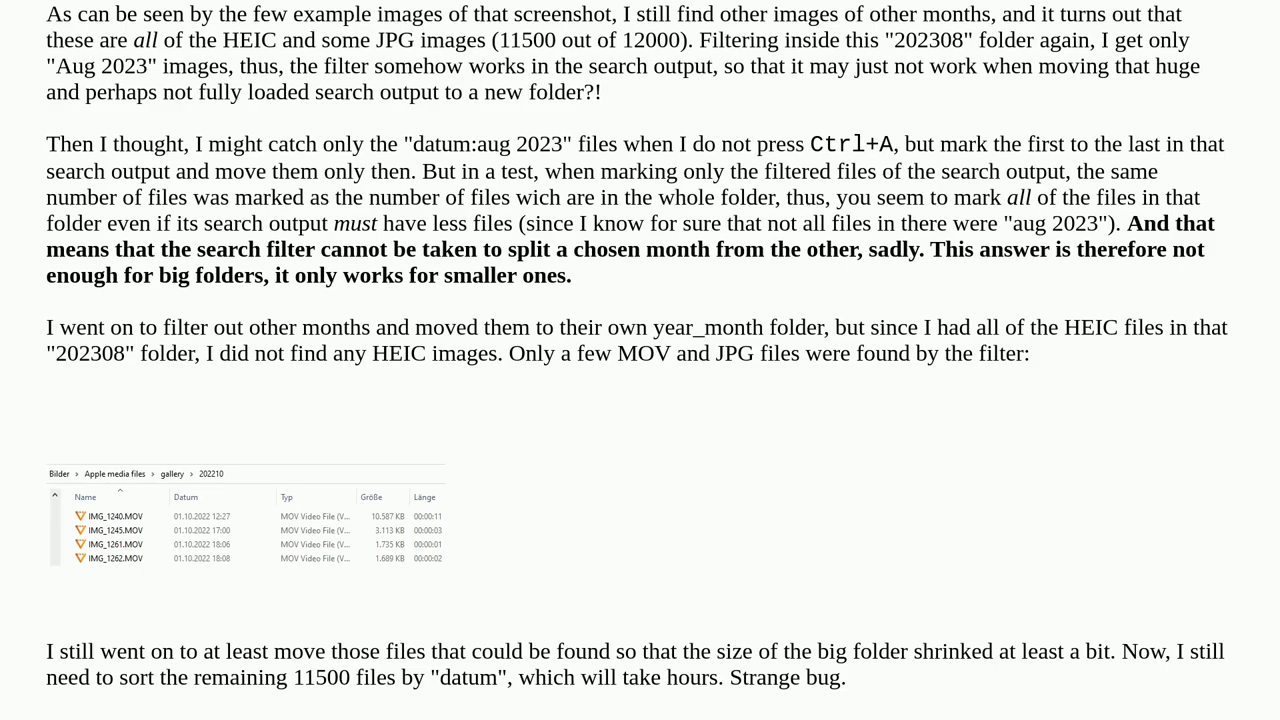 As can be seen by the few example images of that screenshot, I still find other images of other months, and it turns out that
these are all of the HEIC and some JPG images (11500 out of 12000). Filtering inside this "202308" folder again, I get only
"Aug 2023" images, thus, the filter somehow works in the search output, so that it may just not work when moving that huge
and perhaps not fully loaded search output to a new folder?!
Then I thought, I might catch only the "datum:aug 2023" files when I do not press Ctrl+A, but mark the first to the last in that
search output and move them only then. But in a test, when marking only the filtered files of the search output, the same
number of files was marked as the number of files wich are in the whole folder, thus, you seem to mark all of the files in that
folder even if its search output must have less files (since I know for sure that not all files in there were "aug 2023"). And that
means that the search filter cannot be taken to split a chosen month from the other, sadly. This answer is therefore not
enough for big folders, it only works for smaller ones.
I went on to filter out other months and moved them to their own year_month folder, but since I had all of the HEIC files in that
"202308" folder, I did not find any HEIC images. Only a few MOV and JPG files were found by the filter:
Bilder > Apple media files > gallery > 202210
Name Datum Typ Größe Länge
IMG_1240.MOV 01.10.2022 12:27 MOV Video File (V... 10.587 KB 00:00:11
IMG_1245.MOV 01.10.2022 17:00 MOV Video File (V... 3.113 KB 00:00:03
IMG_1261.MOV 01.10.2022 18:06 MOV Video File (V... 1.735 KB 00:00:01
IMG_1262.MOV 01.10.2022 18:08 MOV Video File (V... 1.689 KB 00:00:02
I still went on to at least move those files that could be found so that the size of the big folder shrinked at least a bit. Now, I still
need to sort the remaining 11500 files by "datum", which will take hours. Strange bug.